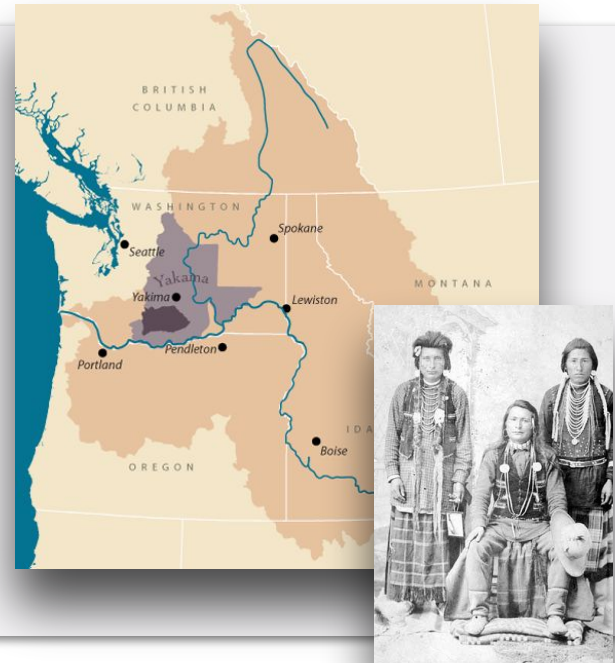 BRITISH
COLUMBIA
WASHINGTON
Spokane
Seattle
Yakama
MONTANA
Yakima
Lewiston
Pendleton
Portland
IDA
Boise
OREGON